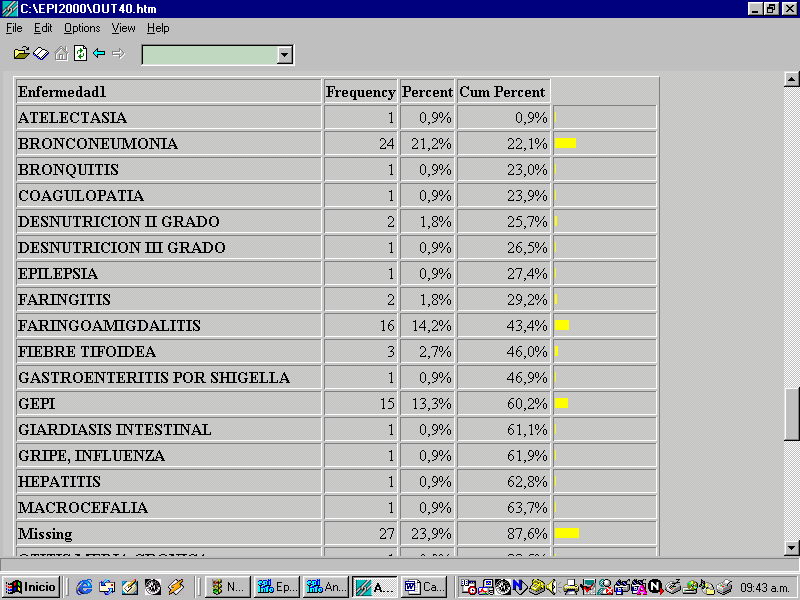 C:\EPI2000\OUT40.htm
File Edit Options View Help
Enfermedad1 Frequency Percent Cum Percent
ATELECTASIA 1 0,9% 0,9%
BRONCONEUMONIA 24 21,2% 22,1%
BRONQUITIS 1 0,9% 23,0%
COAGULOPATIA 1 0,9% 23,9%
DESNUTRICION II GRADO 2 1,8% 25,7%
DESNUTRICION III GRADO 1 0,9% 26,5%
EPILEPSIA 1 0,9% 27,4%
FARINGITIS 2 1,8% 29,2%
FARINGOAMIGDALITIS 16 14,2% 43,4%
FIEBRE TIFOIDEA 3 2,7% 46,0%
GASTROENTERITIS POR SHIGELLA 1 0,9% 46,9%
GEPI 15 13,3% 60,2%
GIARDIASIS INTESTINAL 1 0,9% 61,1%
GRIPE, INFLUENZA 1 0,9% 61,9%
HEPATITIS 1 0,9% 62,8%
MACROCEFALIA 1 0,9% 63,7%
Missing 27 23,9% 87,6%
Inicio N... Ep... An... A... Ca... 09:43 a.m.